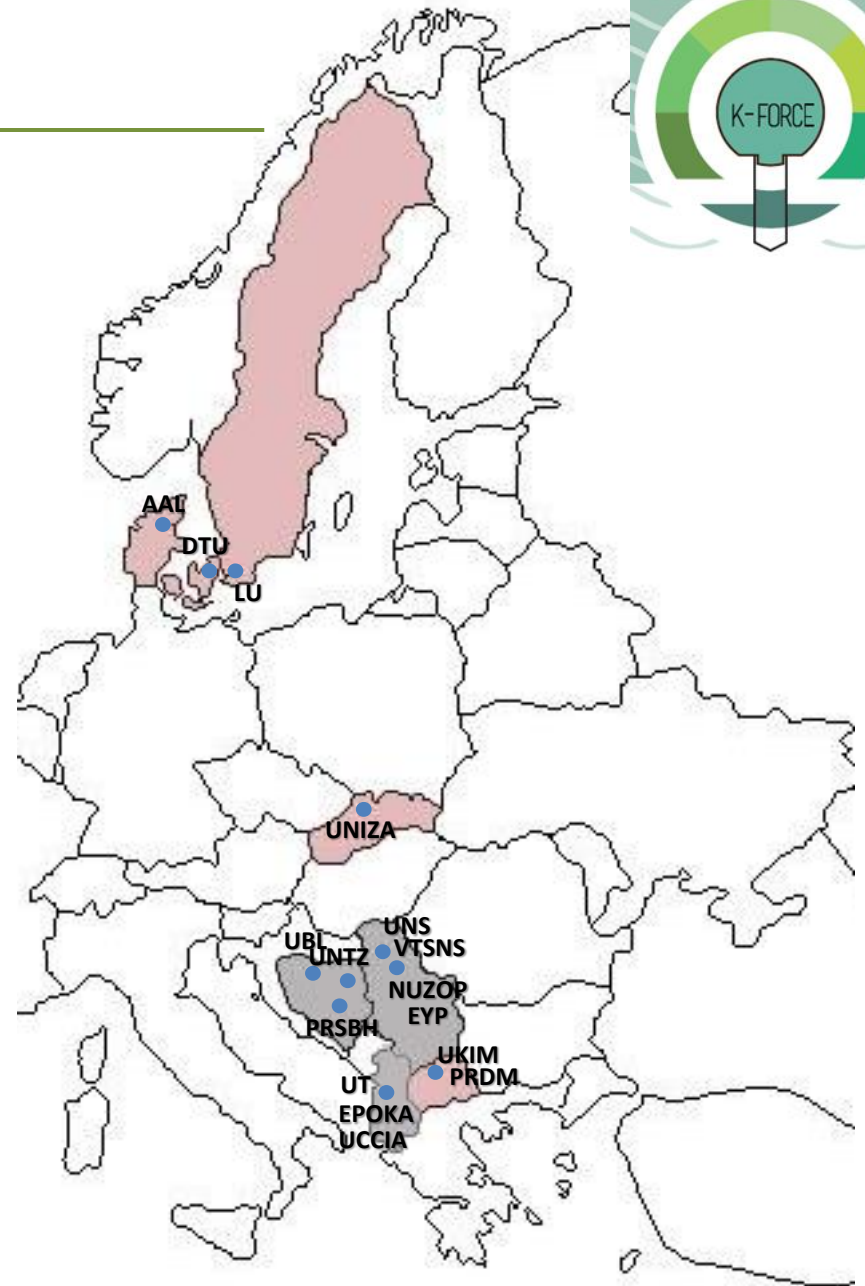 K-FORCE
AAL
DTU
LU
UNIZA
UNS
UBL
VTSNS
UNTZ
NUZOP
EYP
PRSBH
UKIM
PRDM
UT
EPOKA
UCCIA